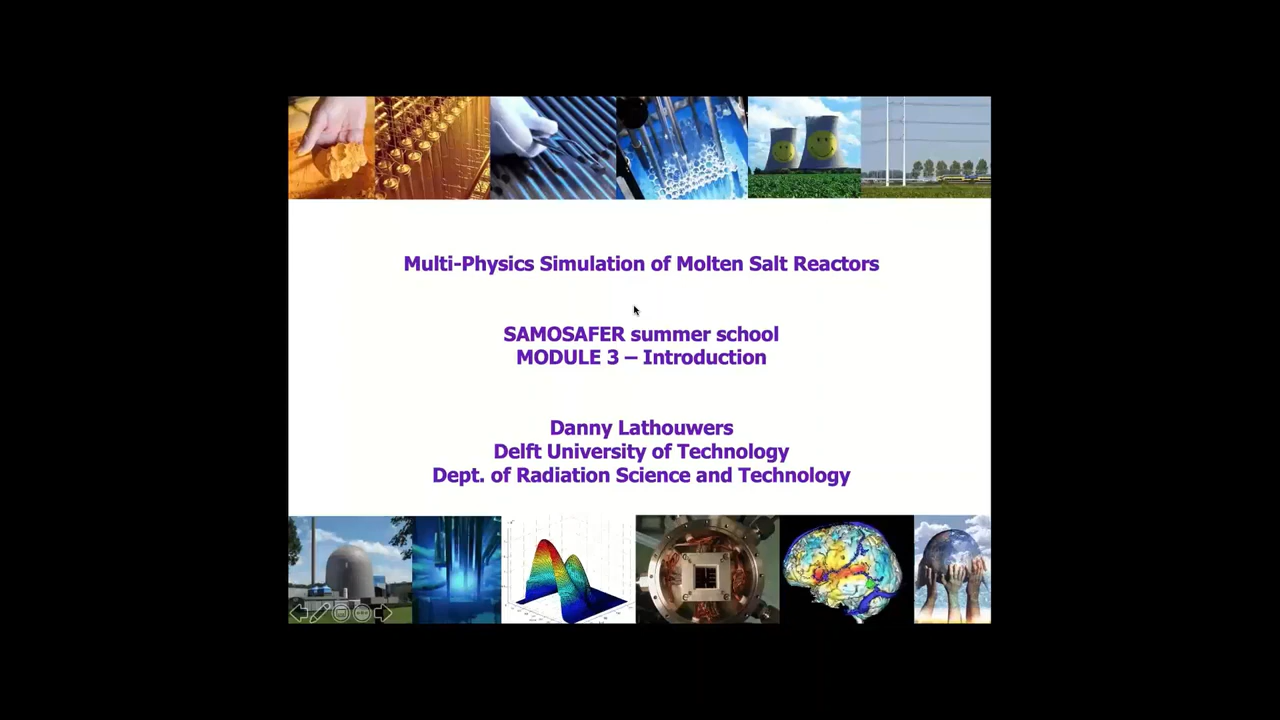 Multi-Physics Simulation of Molten Salt Reactors
SAMOSAFER summer school
MODULE 3 – Introduction
Danny Lathouwers
Delft University of Technology
Dept. of Radiation Science and Technology